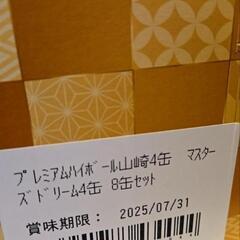 プレミアムハイボール山崎4缶 マスター
ズドリーム4缶 8缶セット
賞味期限： 2025/07/31